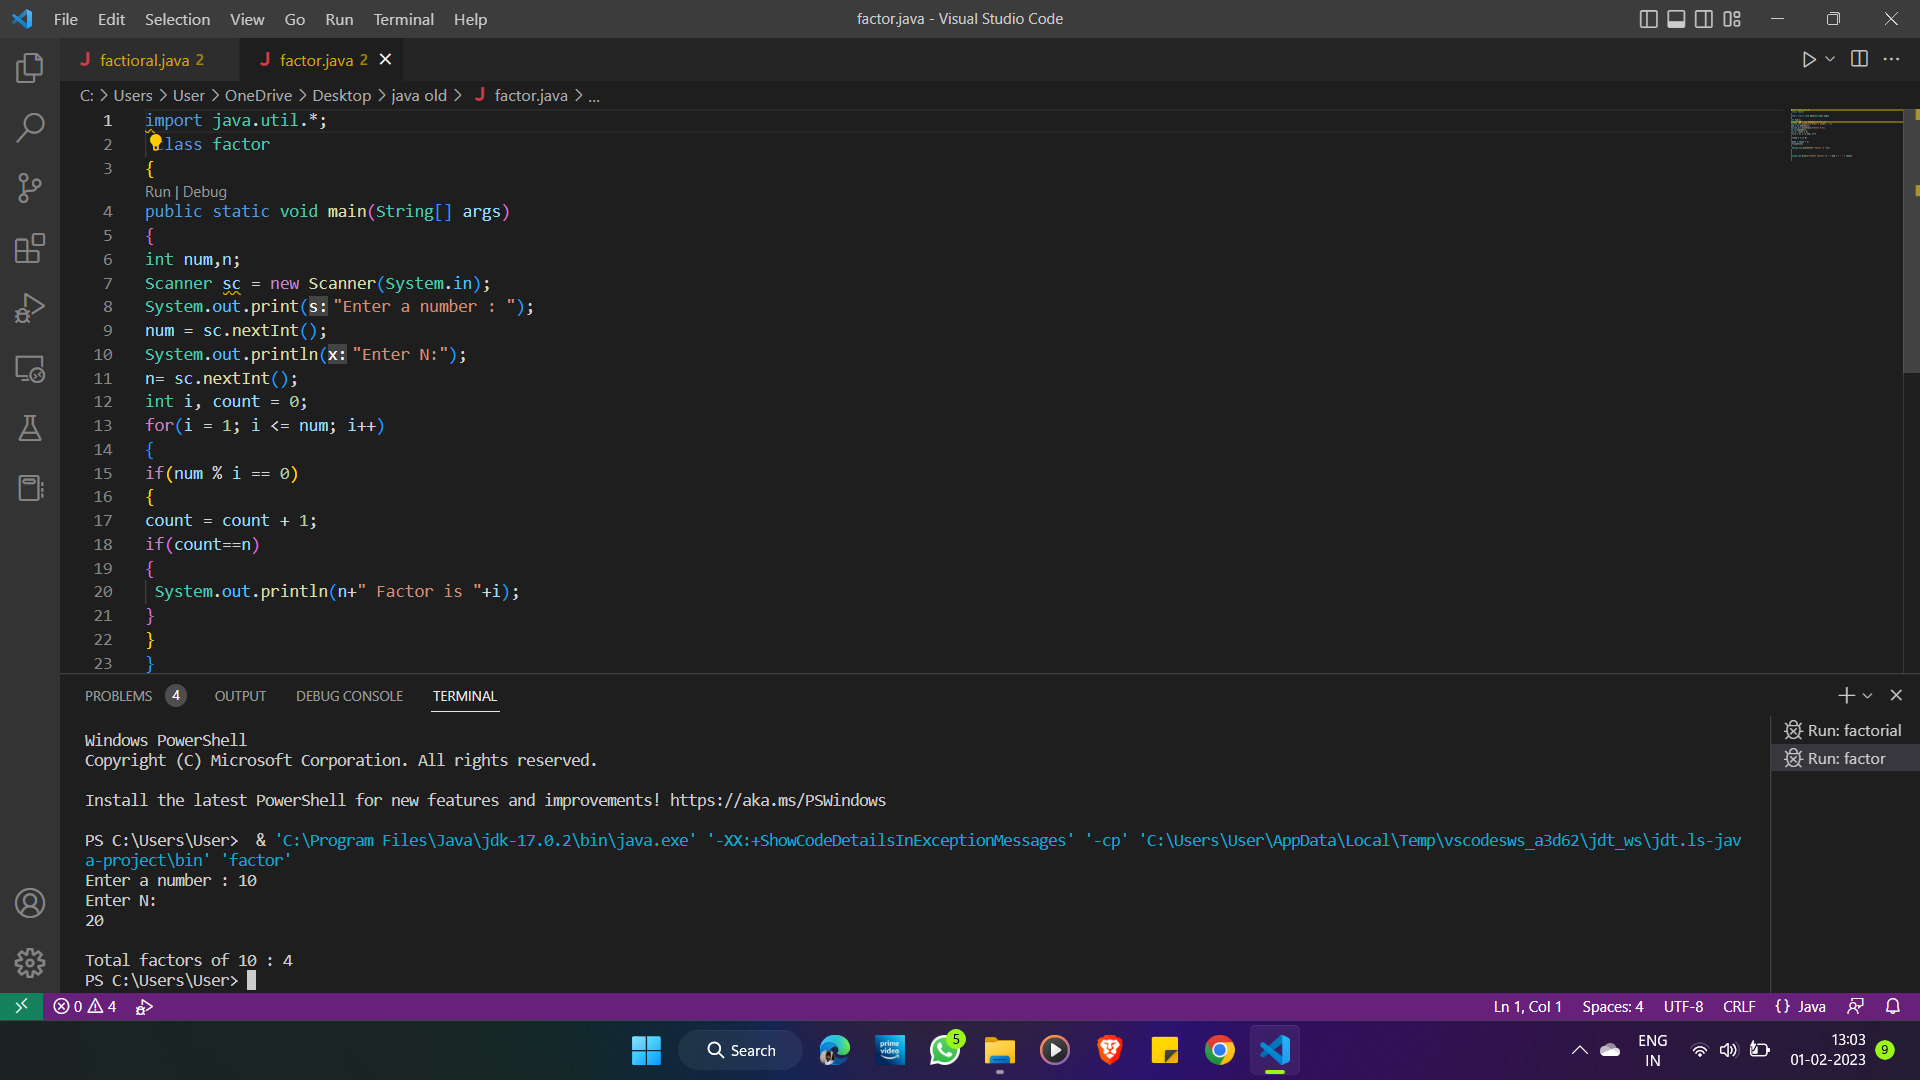 File Edit Selection View Go Run Terminal Help
factor.java - Visual Studio Code
J factioral.java 2
J factor.java 2
C: > Users > User > OneDrive > Desktop > java old > J factor.java > ...
1 import java.util.*;
2 class factor
3 {
Run | Debug
4 public static void main(String[] args)
5 {
6 int num,n;
7 Scanner sc = new Scanner(System.in);
8 System.out.print(s: "Enter a number : ");
9 num = sc.nextInt();
10 System.out.println(x: "Enter N:");
11 n= sc.nextInt();
12 int i, count = 0;
13 for(i = 1; i <= num; i++)
14 {
15 if(num % i == 0)
16 {
17 count = count + 1;
18 if(count==n)
19 {
20 System.out.println(n+" Factor is "+i);
21 }
22 }
23 }
PROBLEMS 4 OUTPUT DEBUG CONSOLE TERMINAL
Windows PowerShell
Copyright (C) Microsoft Corporation. All rights reserved.
Install the latest PowerShell for new features and improvements! https://aka.ms/PSWindows
PS C:\Users\User>  & 'C:\Program Files\Java\jdk-17.0.2\bin\java.exe' '-XX:+ShowCodeDetailsInExceptionMessages' '-cp' 'C:\Users\User\AppData\Local\Temp\vscodesws_a3d62\jdt_ws\jdt.ls-jav
a-project\bin' 'factor'
Enter a number : 10
Enter N:
20
Total factors of 10 : 4
PS C:\Users\User>
Run: factorial
Run: factor
0 4
Ln 1, Col 1 Spaces: 4 UTF-8 CRLF {} Java
Search
prime video
5
ENG
IN
13:03
01-02-2023
9